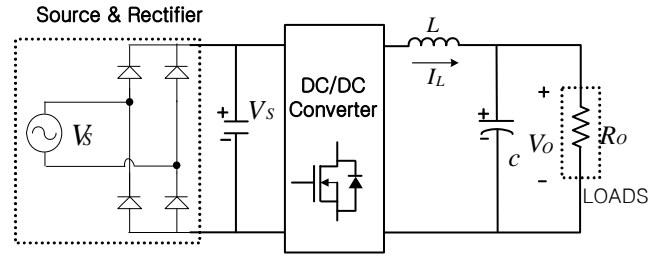 Source & Rectifier
Vs
+
-
VS
DC/DC
Converter
L
IL
+
-
c
+
VO
-
RO
LOADS